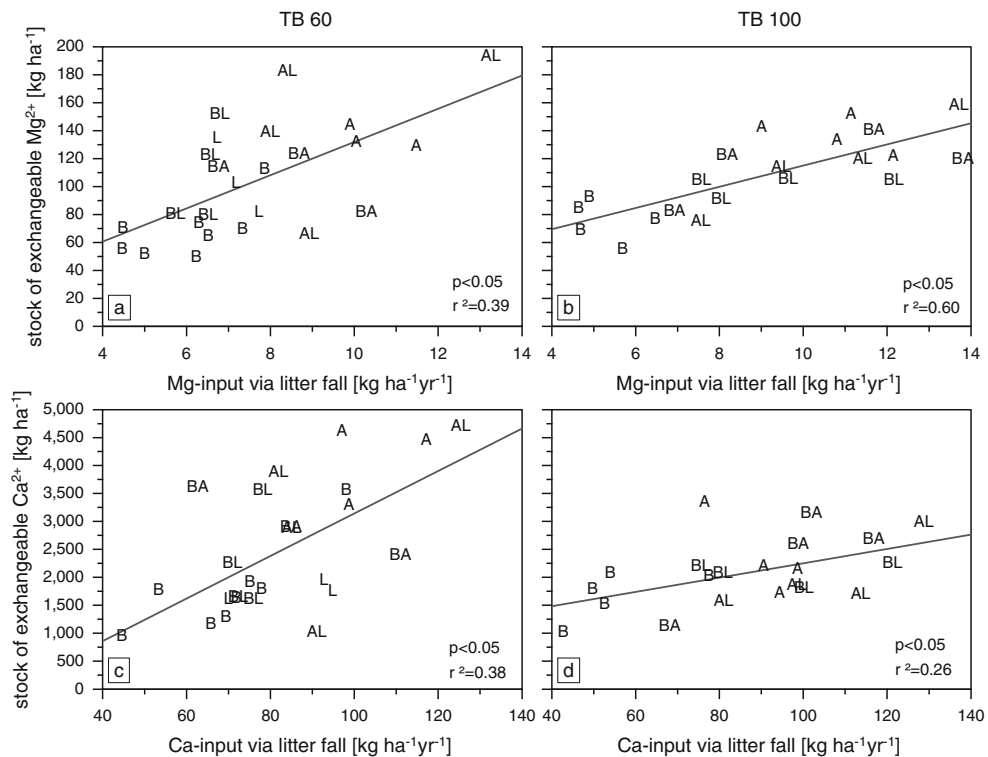 TB 60
TB 100
stock of exchangeable Mg²⁺ [kg ha⁻¹]
200
180
160
140
120
100
80
60
40
20
0
AL
AL
BL
L
AL
A
A
A
BL
BA
BA
B
L
BL
BL
L
BA
B
B
B
B
AL
B
B
B
p<0.05
r ²=0.39
a
4 6 8 10 12 14
Mg-input via litter fall [kg ha⁻¹yr⁻¹]
AL
A
A
BA
A
BA
A
AL
BA
AL
BL
BL
BL
B
BL
B
BA
B
AL
B
B
p<0.05
r ²=0.60
b
4 6 8 10 12 14
Mg-input via litter fall [kg ha⁻¹yr⁻¹]
stock of exchangeable Ca²⁺ [kg ha⁻¹]
5,000
4,500
4,000
3,500
3,000
2,500
2,000
1,500
1,000
500
0
AL
A
A
AL
BA
BL
B
A
BA
AL
BA
BL
L
B
B
B
L
BL
BL
L
B
B
B
AL
p<0.05
r ²=0.38
c
40 60 80 100 120 140
Ca-input via litter fall [kg ha⁻¹yr⁻¹]
A
BA
AL
BA
BA
BL
BL
A
A
B
AL
B
B
A
BL
A
AL
B
AL
BA
B
p<0.05
r ²=0.26
d
40 60 80 100 120 140
Ca-input via litter fall [kg ha⁻¹yr⁻¹]